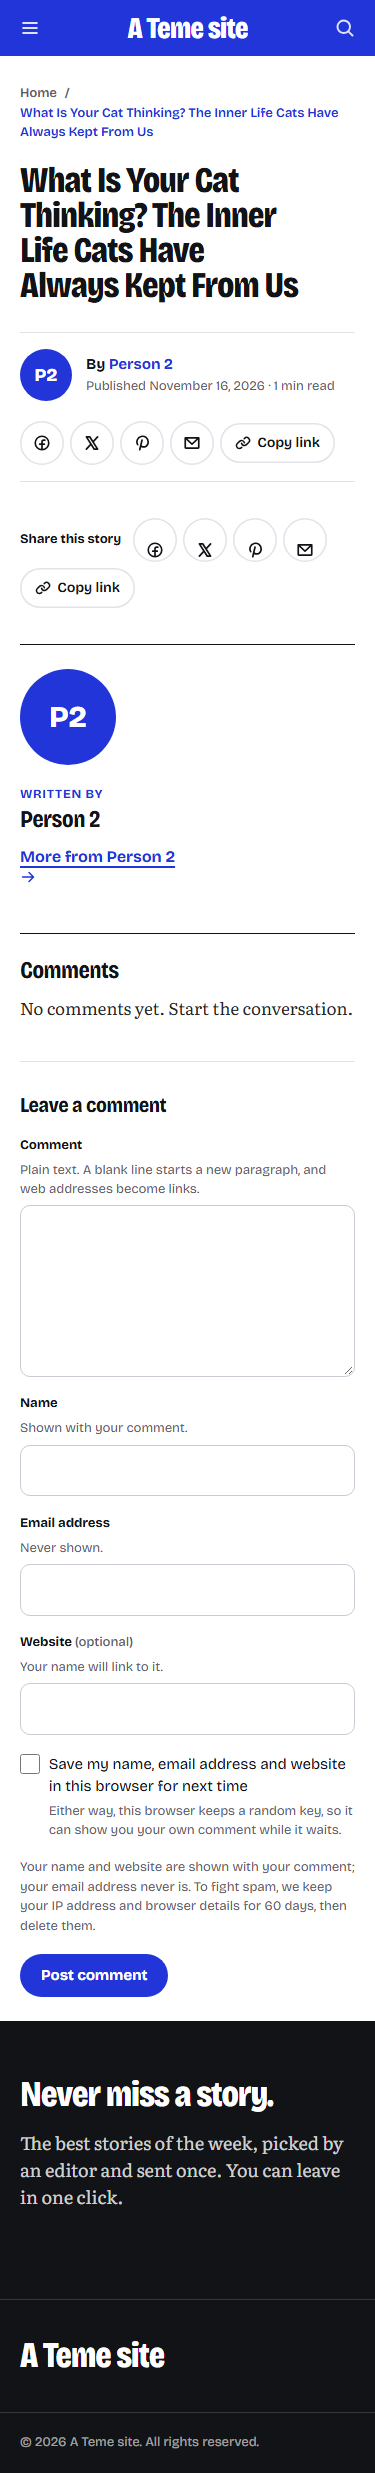 A Teme site
Home /
What Is Your Cat Thinking? The Inner Life Cats Have
Always Kept From Us
What Is Your Cat
Thinking? The Inner
Life Cats Have
Always Kept From Us
P2
By Person 2
Published November 16, 2026 · 1 min read
Copy link
Share this story
Copy link
P2
WRITTEN BY
Person 2
More from Person 2
→
Comments
No comments yet. Start the conversation.
Leave a comment
Comment
Plain text. A blank line starts a new paragraph, and
web addresses become links.
Name
Shown with your comment.
Email address
Never shown.
Website (optional)
Your name will link to it.
Save my name, email address and website
in this browser for next time
Either way, this browser keeps a random key, so it
can show you your own comment while it waits.
Your name and website are shown with your comment;
your email address never is. To fight spam, we keep
your IP address and browser details for 60 days, then
delete them.
Post comment
Never miss a story.
The best stories of the week, picked by
an editor and sent once. You can leave
in one click.
A Teme site
© 2026 A Teme site. All rights reserved.